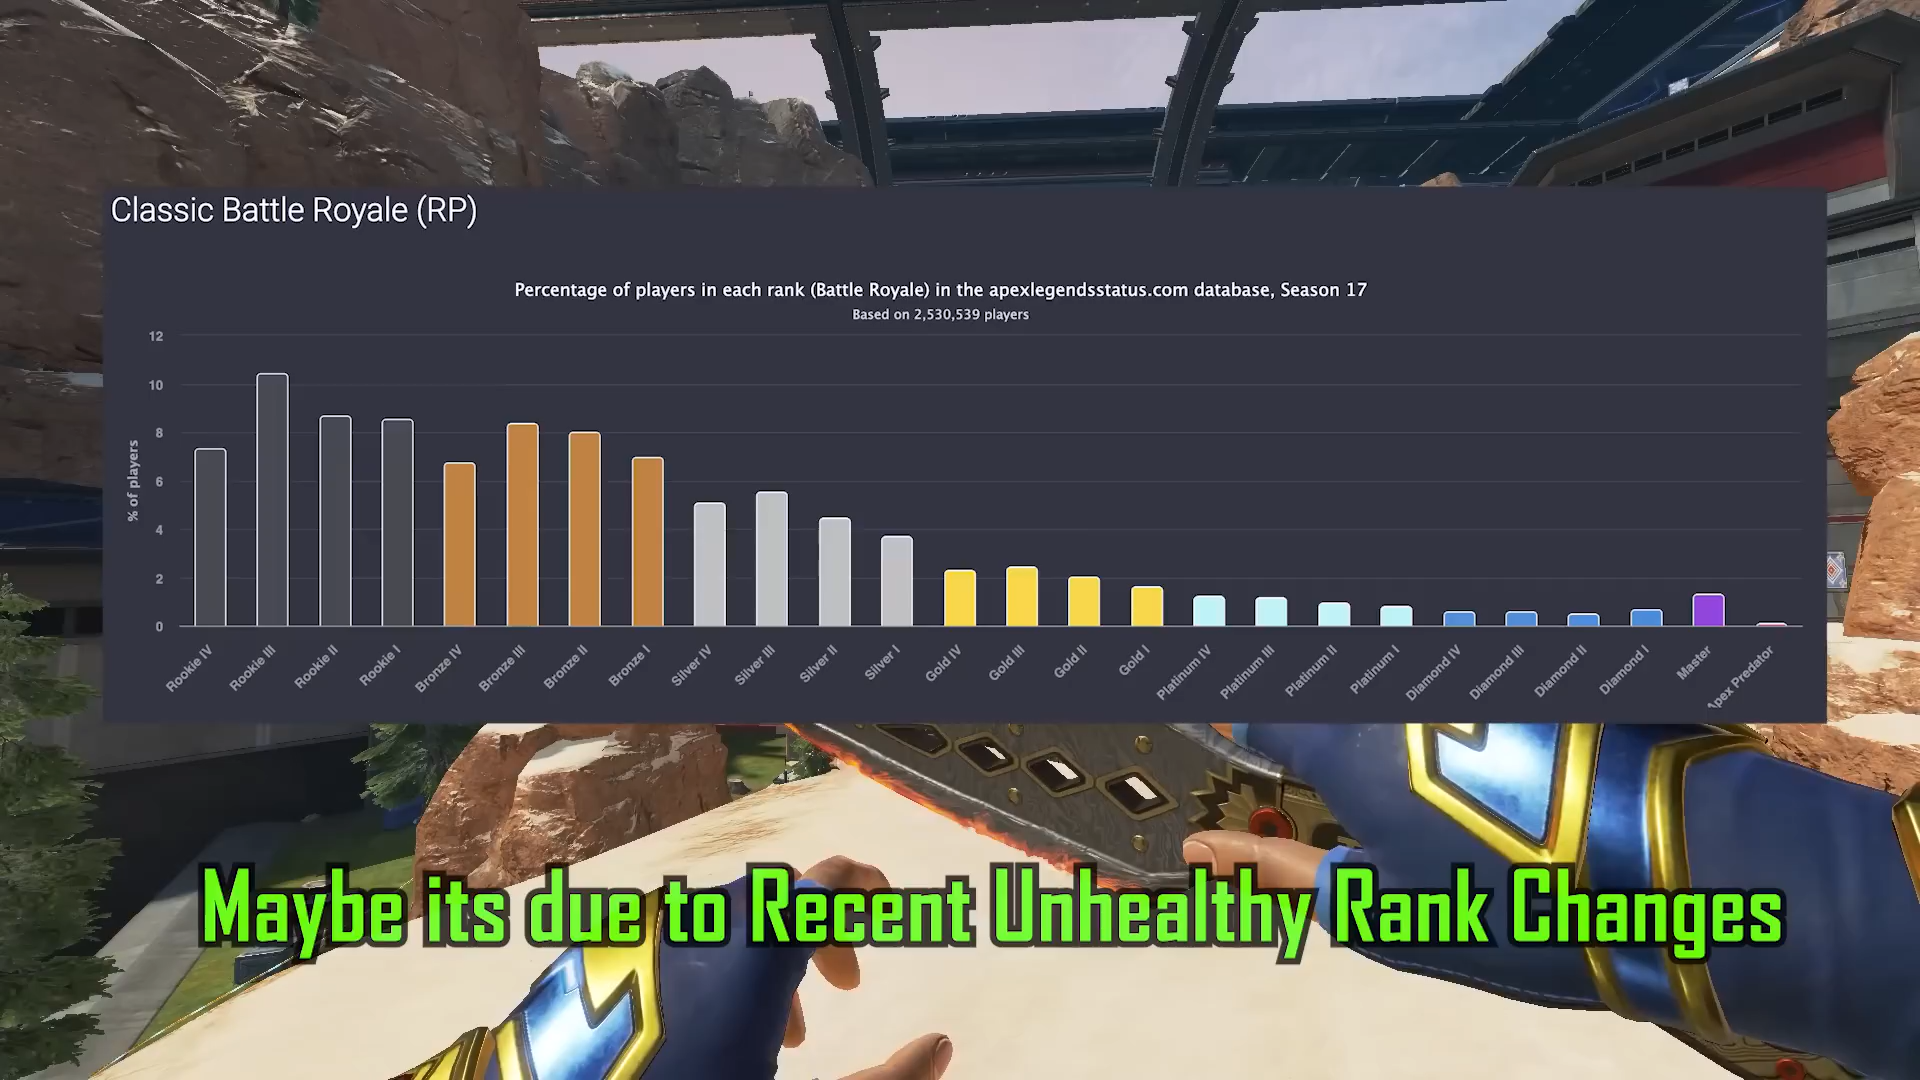 Classic Battle Royale (RP)
Percentage of players in each rank (Battle Royale) in the apexlegendsstatus.com database, Season 17
Based on 2,530,539 players
% of players
12
10
8
6
4
2
0
Rookie IV
Rookie III
Rookie II
Rookie I
Bronze IV
Bronze III
Bronze II
Bronze I
Silver IV
Silver III
Silver II
Silver I
Gold IV
Gold III
Gold II
Gold I
Platinum IV
Platinum III
Platinum II
Platinum I
Diamond IV
Diamond III
Diamond II
Diamond I
Master
Apex Predator
Maybe its due to Recent Unhealthy Rank Changes